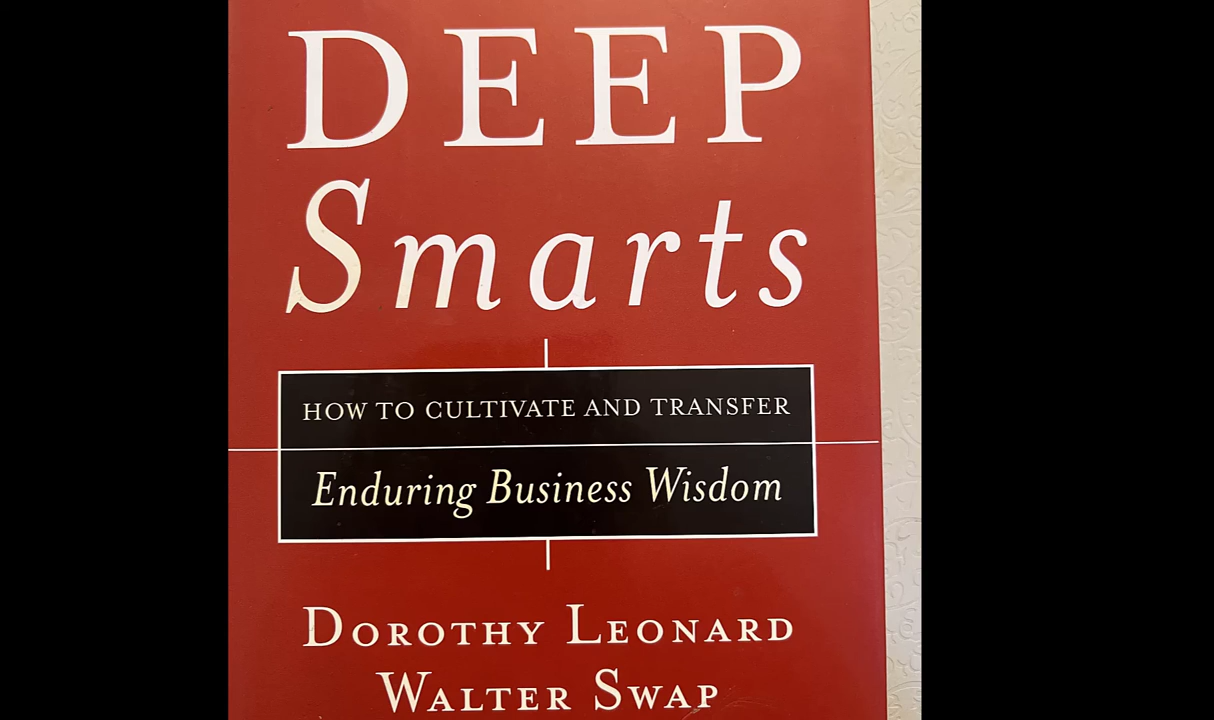 DEEP
Smarts
HOW TO CULTIVATE AND TRANSFER
Enduring Business Wisdom
DOROTHY LEONARD
WALTER SWAP